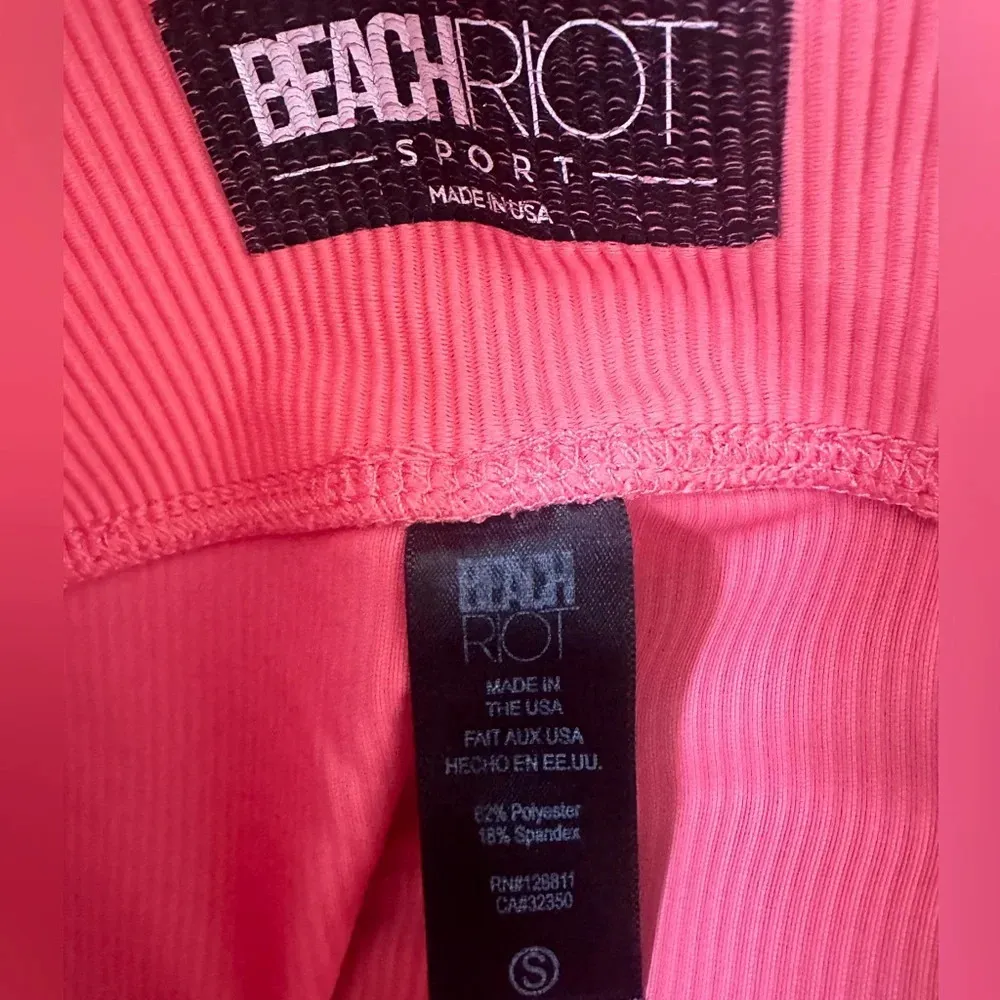 BEACHRIOT
SPORT
MADE IN USA
BEACH
RIOT
MADE IN
THE USA
FAIT AUX USA
HECHO EN EE.UU.
82% Polyester
18% Spandex
RN#126811
CA#32350
S